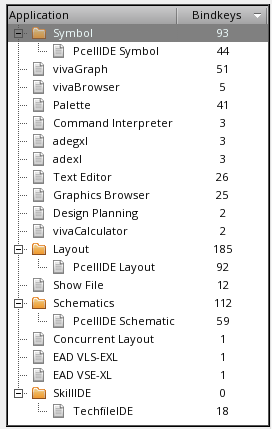 Application Bindkeys
Symbol 93
PcellIDE Symbol 44
vivaGraph 51
vivaBrowser 5
Palette 41
Command Interpreter 3
adegxl 3
adexl 3
Text Editor 26
Graphics Browser 25
Design Planning 2
vivaCalculator 2
Layout 185
PcellIDE Layout 92
Show File 12
Schematics 112
PcellIDE Schematic 59
Concurrent Layout 1
EAD VLS-EXL 1
EAD VSE-XL 1
SkillIDE 0
TechfileIDE 18